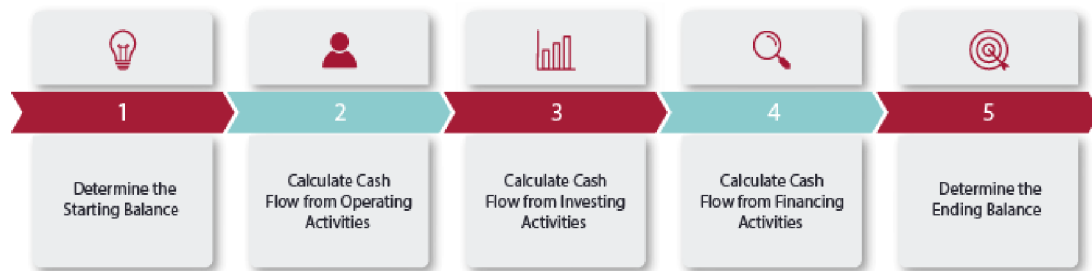 1
2
3
4
5
Determine the
Starting Balance
Calculate Cash
Flow from Operating
Activities
Calculate Cash
Flow from Investing
Activities
Calculate Cash
Flow from Financing
Activities
Determine the
Ending Balance